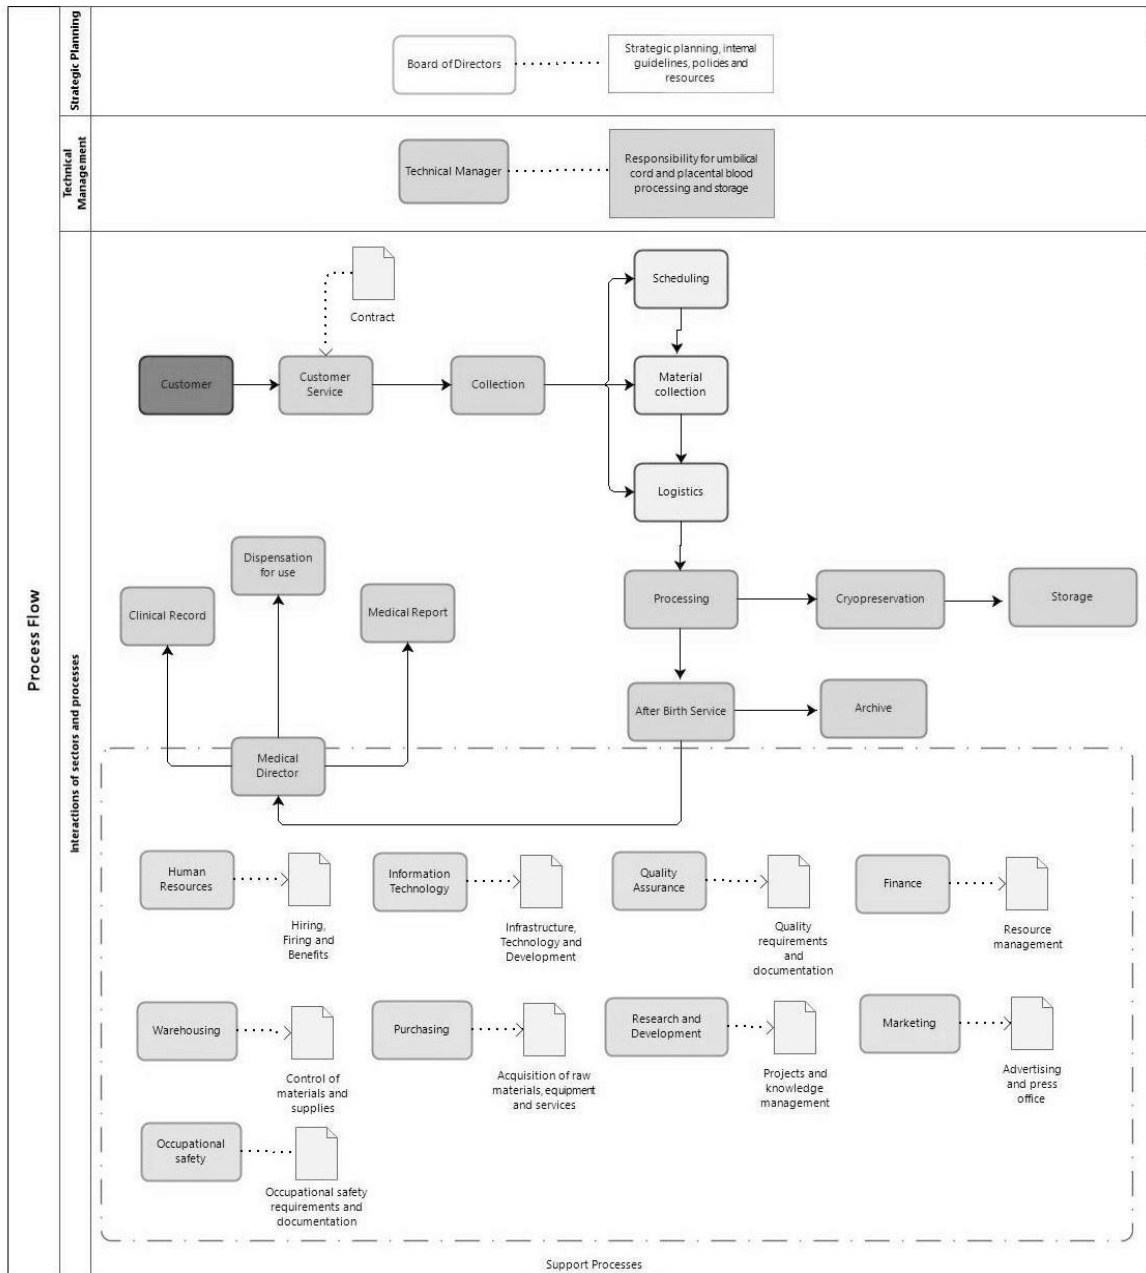 Process Flow
Strategic Planning
Board of Directors
Strategic planning, internal
guidelines, policies and
resources
Technical
Management
Technical Manager
Responsibility for umbilical
cord and placental blood
processing and storage
Interactions of sectors and processes
Contract
Scheduling
Customer
Customer
Service
Collection
Material
collection
Logistics
Dispensation
for use
Clinical Record
Medical Report
Processing
Cryopreservation
Storage
After Birth Service
Archive
Medical
Director
Human
Resources
Hiring,
Firing and
Benefits
Information
Technology
Infrastructure,
Technology and
Development
Quality
Assurance
Quality
requirements
and
documentation
Finance
Resource
management
Warehousing
Control of
materials and
supplies
Purchasing
Acquisition of raw
materials, equipment
and services
Research and
Development
Projects and
knowledge
management
Marketing
Advertising
and press
office
Occupational
safety
Occupational safety
requirements and
documentation
Support Processes